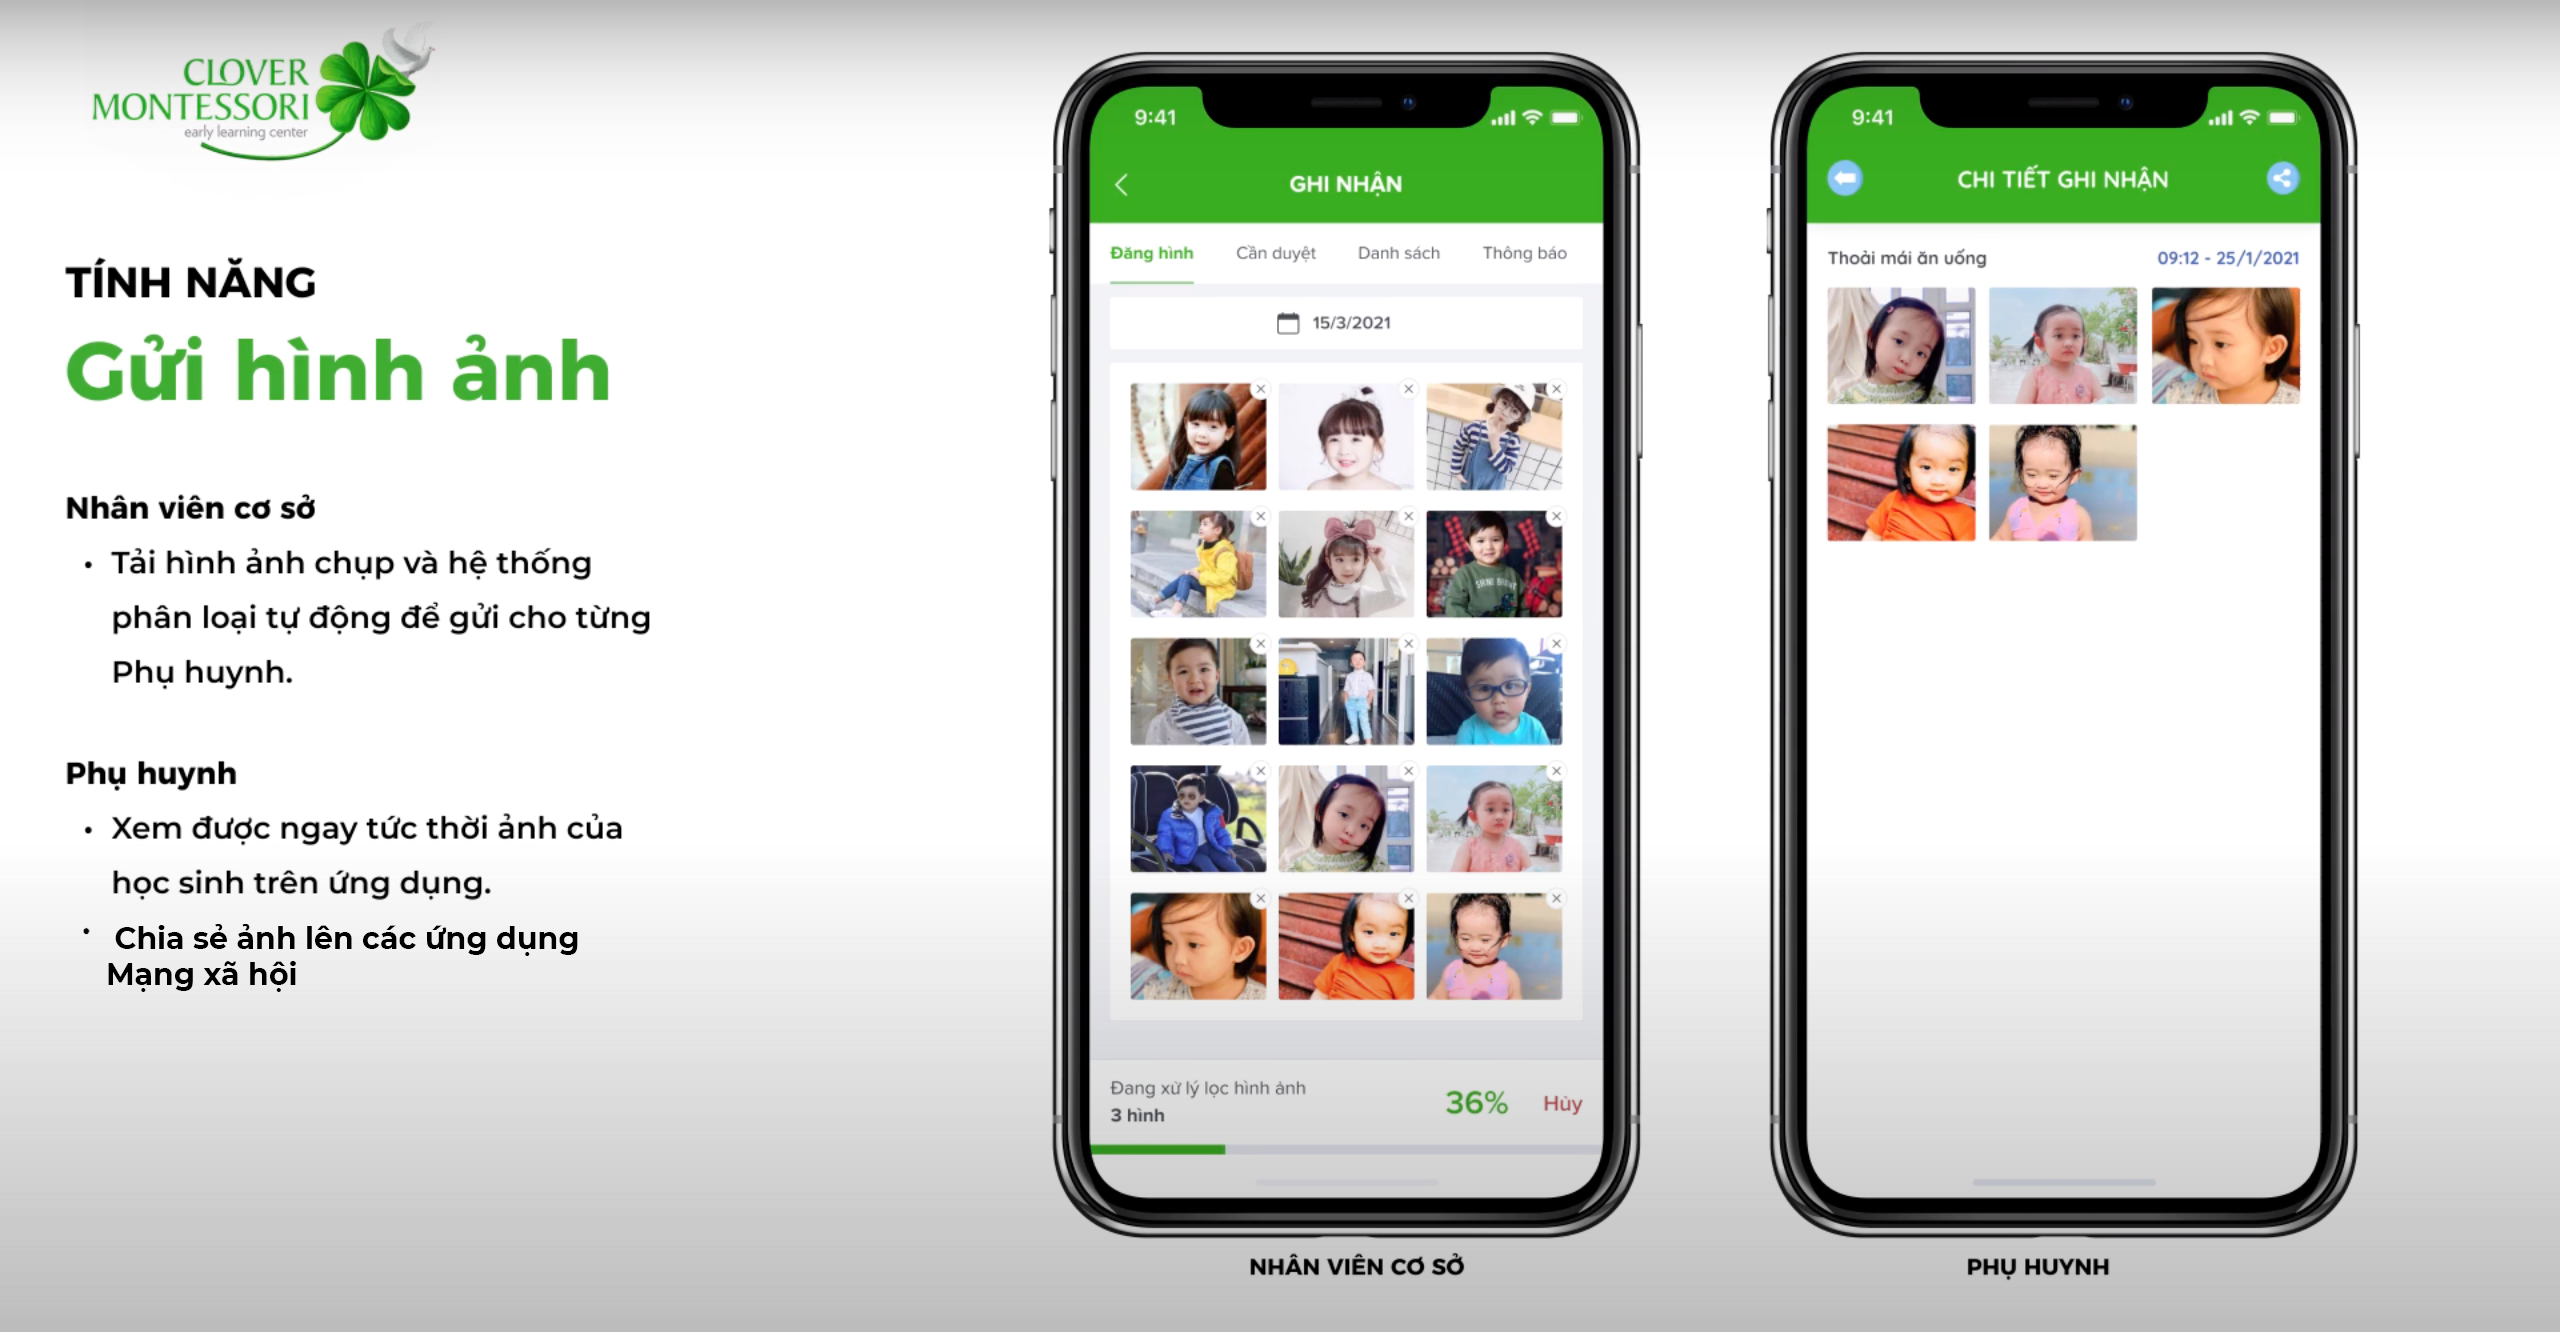 CLOVER
MONTESSORI
early learning center
TÍNH NĂNG
Gửi hình ảnh
Nhân viên cơ sở
• Tải hình ảnh chụp và hệ thống
phân loại tự động để gửi cho từng
Phụ huynh.
Phụ huynh
• Xem được ngay tức thời ảnh của
học sinh trên ứng dụng.
• Chia sẻ ảnh lên các ứng dụng
Mạng xã hội
9:41
GHI NHẬN
Đăng hình Cần duyệt Danh sách Thông báo
15/3/2021
Đang xử lý lọc hình ảnh
3 hình
36% Hủy
NHÂN VIÊN CƠ SỞ
9:41
CHI TIẾT GHI NHẬN
Thoải mái ăn uống 09:12 - 25/1/2021
PHỤ HUYNH